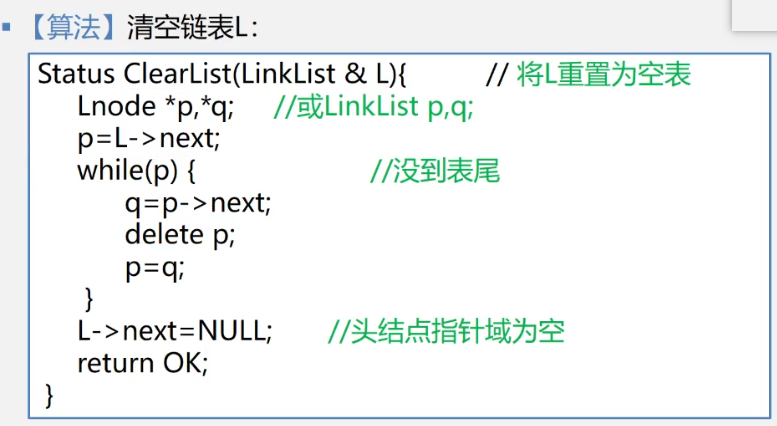 【算法】清空链表L：
Status ClearList(LinkList & L){ // 将L重置为空表
Lnode *p,*q; //或LinkList p,q;
p=L->next;
while(p) { //没到表尾
q=p->next;
delete p;
p=q;
}
L->next=NULL; //头结点指针域为空
return OK;
}